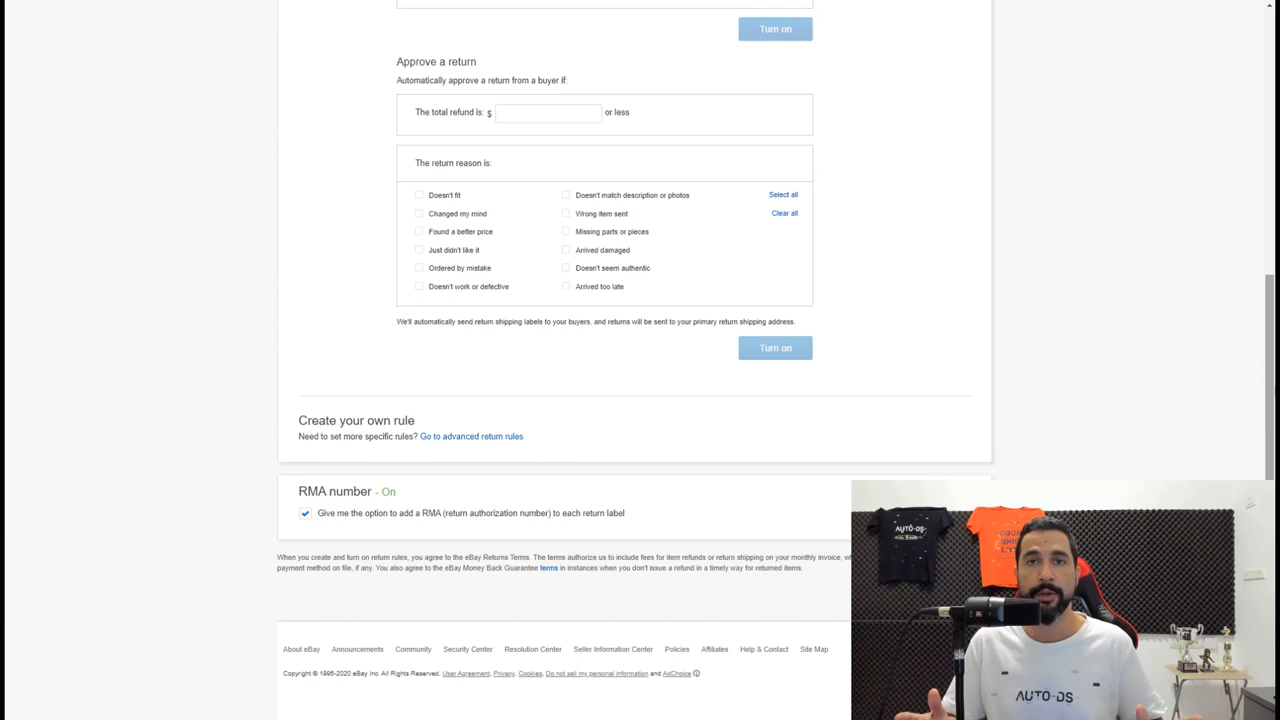 Turn on
Approve a return
Automatically approve a return from a buyer if:
The total refund is: $ or less
The return reason is:
Doesn't fit Doesn't match description or photos Select all
Changed my mind Wrong item sent Clear all
Found a better price Missing parts or pieces
Just didn't like it Arrived damaged
Ordered by mistake Doesn't seem authentic
Doesn't work or defective Arrived too late
We'll automatically send return shipping labels to your buyers, and returns will be sent to your primary return shipping address.
Turn on
Create your own rule
Need to set more specific rules? Go to advanced return rules
RMA number - On
Give me the option to add a RMA (return authorization number) to each return label
When you create and turn on return rules, you agree to the eBay Returns Terms. The terms authorize us to include fees for item refunds or return shipping on your monthly invoice,
payment method on file, if any. You also agree to the eBay Money Back Guarantee terms in instances when you don't issue a refund in a timely way for returned items.
About eBay Announcements Community Security Center Resolution Center Seller Information Center Policies Affiliates Help & Contact Site Map
Copyright © 1995-2020 eBay Inc. All Rights Reserved. User Agreement, Privacy, Cookies, Do not sell my personal information and AdChoice
AUTO-DS
AUTO-DS